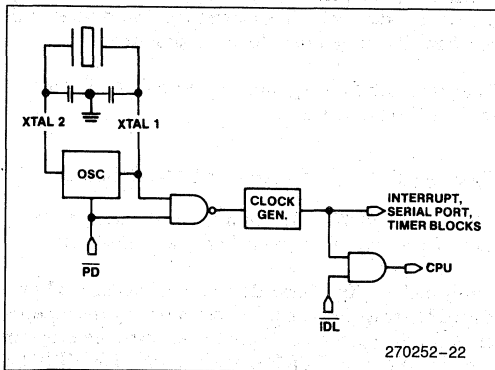 XTAL 2
XTAL 1
OSC
CLOCK
GEN.
INTERRUPT,
SERIAL PORT,
TIMER BLOCKS
PD
CPU
IDL
270252-22